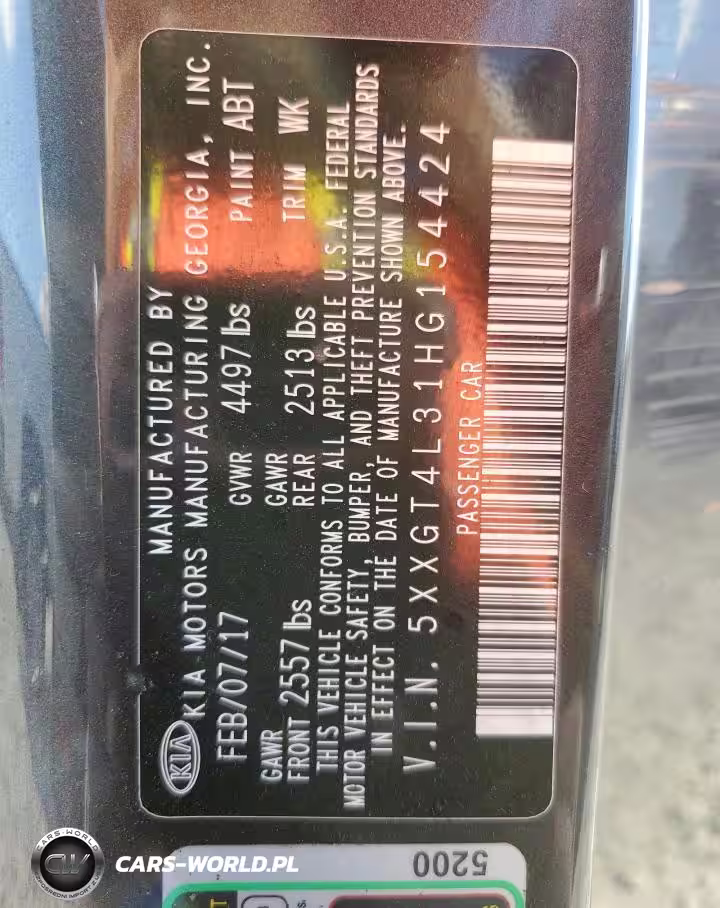 MANUFACTURED BY
KIA KIA MOTORS MANUFACTURING GEORGIA, INC.
FEB/07/17 GVWR 4497 lbs PAINT ABT
GAWR FRONT 2557 lbs GAWR REAR 2513 lbs TRIM WK
THIS VEHICLE CONFORMS TO ALL APPLICABLE U.S.A. FEDERAL
MOTOR VEHICLE SAFETY, BUMPER, AND THEFT PREVENTION STANDARDS
IN EFFECT ON THE DATE OF MANUFACTURE SHOWN ABOVE.
V.I.N. 5XXGT4L31HG154424
PASSENGER CAR
5200
CARS-WORLD
CW
CARS-WORLD.PL